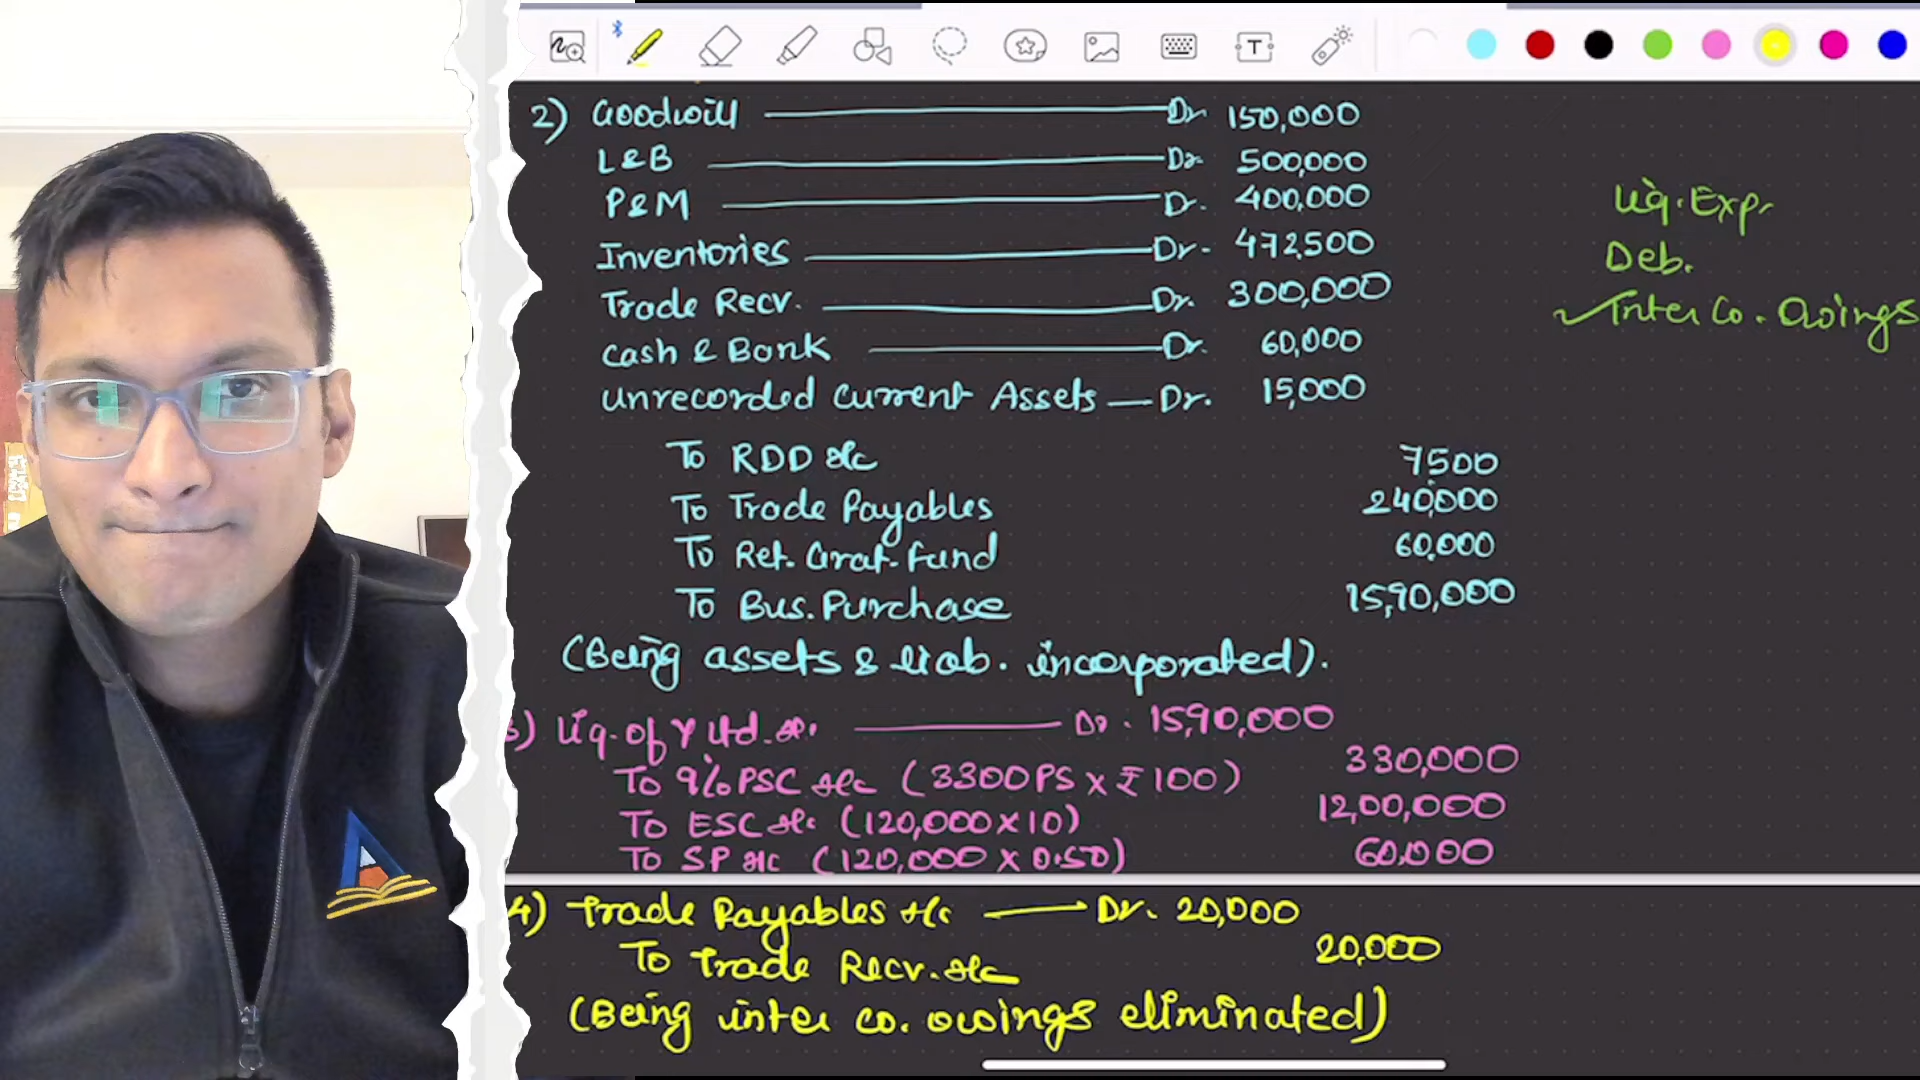 2) Goodwill Dr 150,000
L&B Dr 500,000
P&M Dr. 400,000
Inventories Dr. 472500
Trade Recv. Dr. 300,000
Cash & Bank Dr. 60,000
Unrecorded Current Assets Dr. 15,000
To RDD a/c 7500
To Trade Payables 240,000
To Ret. Grat. Fund 60,000
To Bus. Purchase 15,90,000
(Being assets & liab. incorporated).
3) Liq. of Y Ltd. a/c Dr. 15,90,000
To 9% PSC a/c (3300 PS x ₹100) 330,000
To ESC a/c (120,000 x 10) 12,00,000
To SP a/c (120,000 x 0.50) 60,000
4) Trade Payables a/c Dr. 20,000
To Trade Recv. a/c 20,000
(Being inter co. owings eliminated)
Liq. Exp.
Deb.
✓Inter Co. Owings
T